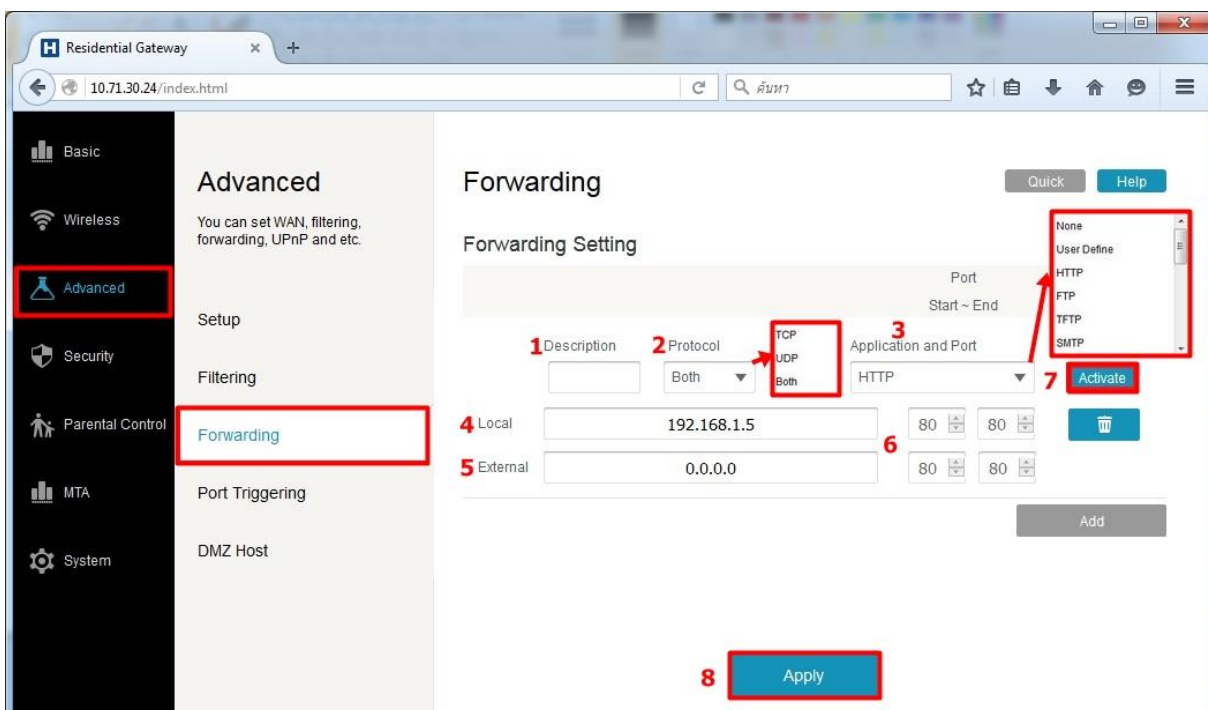 Residential Gateway
10.71.30.24/index.html
ค้นหา
Basic
Wireless
Advanced
Security
Parental Control
MTA
System
Advanced
You can set WAN, filtering,
forwarding, UPnP and etc.
Setup
Filtering
Forwarding
Port Triggering
DMZ Host
Forwarding
Quick
Help
Forwarding Setting
Port
Start ~ End
None
User Define
HTTP
FTP
TFTP
SMTP
1 Description
2 Protocol
TCP
UDP
Both
3
Application and Port
Both
HTTP
7 Activate
4 Local
192.168.1.5
80
80
6
5 External
0.0.0.0
80
80
Add
8 Apply